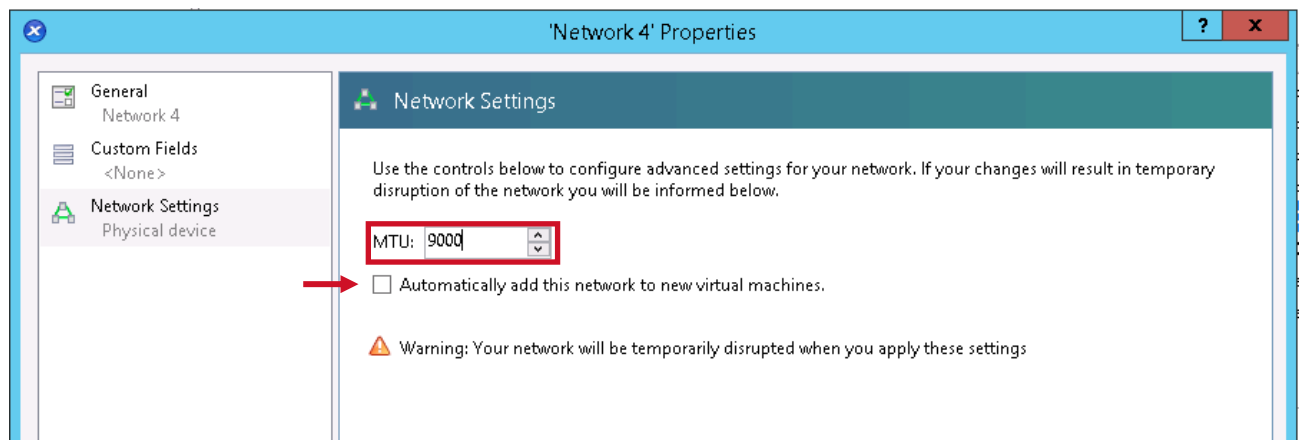 'Network 4' Properties
?
X
General
Network 4
Custom Fields
<None>
Network Settings
Physical device
Network Settings
Use the controls below to configure advanced settings for your network. If your changes will result in temporary
disruption of the network you will be informed below.
MTU: 9000
Automatically add this network to new virtual machines.
Warning: Your network will be temporarily disrupted when you apply these settings